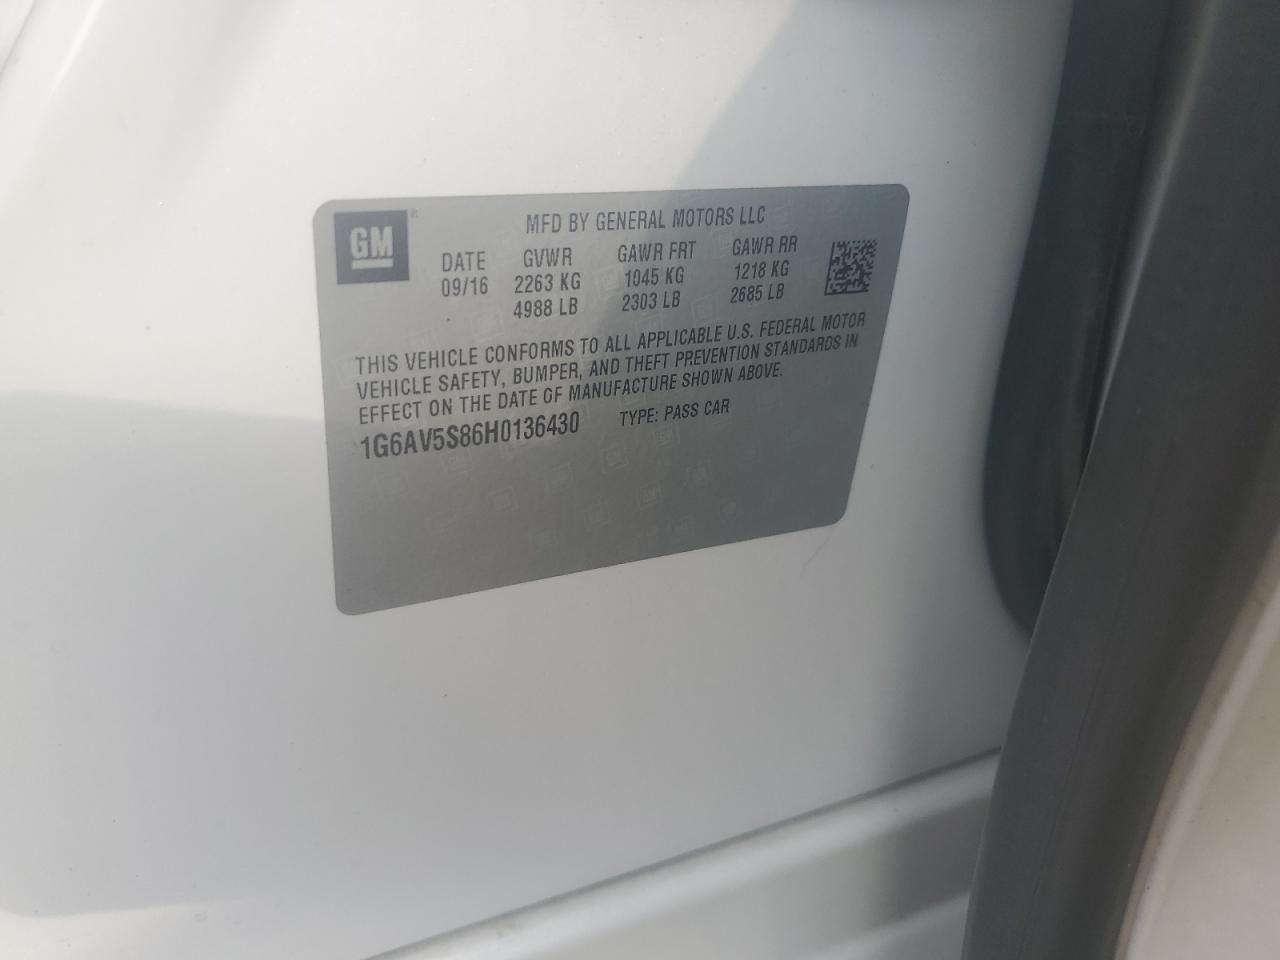 GM
MFD BY GENERAL MOTORS LLC
DATE GVWR GAWR FRT GAWR RR
09/16 2263 KG 1045 KG 1218 KG
4988 LB 2303 LB 2685 LB
THIS VEHICLE CONFORMS TO ALL APPLICABLE U.S. FEDERAL MOTOR
VEHICLE SAFETY, BUMPER, AND THEFT PREVENTION STANDARDS IN
EFFECT ON THE DATE OF MANUFACTURE SHOWN ABOVE.
1G6AV5S86H0136430 TYPE: PASS CAR